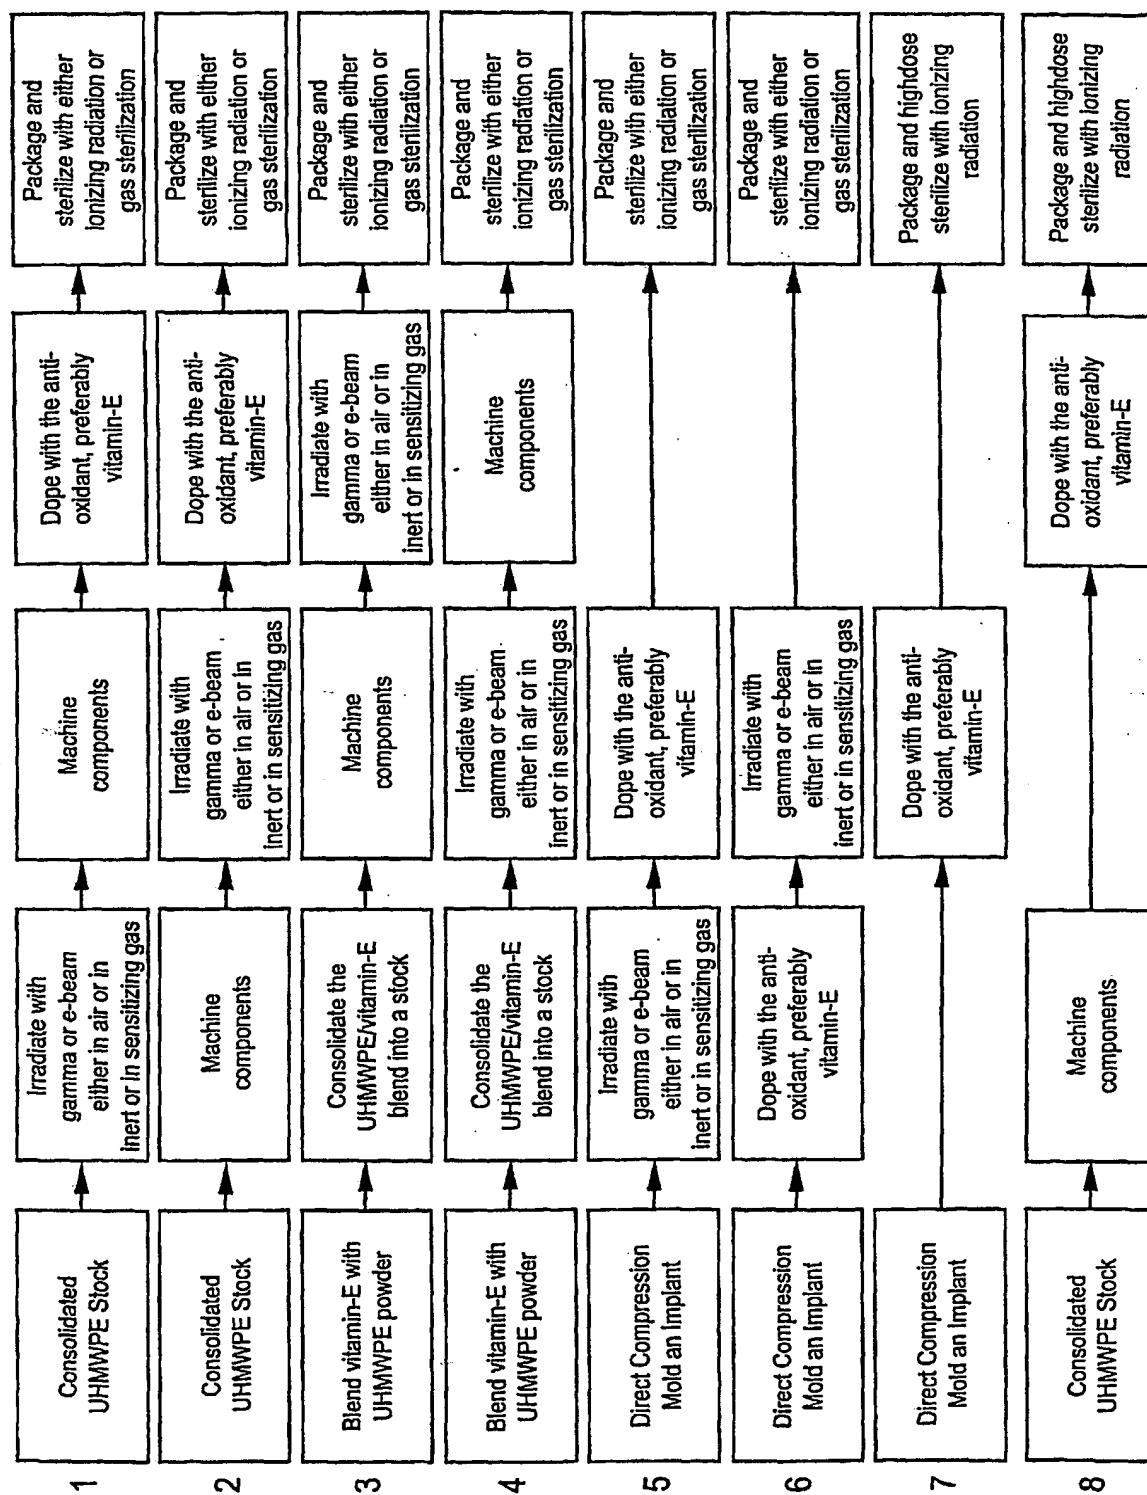 1
Consolidated
UHMWPE Stock
Irradiate with
gamma or e-beam
either in air or in
inert or in sensitizing gas
Machine
components
Dope with the anti-
oxidant, preferably
vitamin-E
Package and
sterilize with either
ionizing radiation or
gas sterilization
2
Consolidated
UHMWPE Stock
Machine
components
Irradiate with
gamma or e-beam
either in air or in
inert or in sensitizing gas
Dope with the anti-
oxidant, preferably
vitamin-E
Package and
sterilize with either
ionizing radiation or
gas sterilization
3
Blend vitamin-E with
UHMWPE powder
Consolidate the
UHMWPE/vitamin-E
blend into a stock
Machine
components
Irradiate with
gamma or e-beam
either in air or in
inert or in sensitizing gas
Package and
sterilize with either
ionizing radiation or
gas sterilization
4
Blend vitamin-E with
UHMWPE powder
Consolidate the
UHMWPE/vitamin-E
blend into a stock
Irradiate with
gamma or e-beam
either in air or in
inert or in sensitizing gas
Machine
components
Package and
sterilize with either
ionizing radiation or
gas sterilization
5
Direct Compression
Mold an Implant
Irradiate with
gamma or e-beam
either in air or in
inert or in sensitizing gas
Dope with the anti-
oxidant, preferably
vitamin-E
Package and
sterilize with either
ionizing radiation or
gas sterilization
6
Direct Compression
Mold an Implant
Dope with the anti-
oxidant, preferably
vitamin-E
Irradiate with
gamma or e-beam
either in air or in
inert or in sensitizing gas
Package and
sterilize with either
ionizing radiation or
gas sterilization
7
Direct Compression
Mold an Implant
Dope with the anti-
oxidant, preferably
vitamin-E
Package and highdose
sterilize with ionizing
radiation
8
Consolidated
UHMWPE Stock
Machine
components
Dope with the anti-
oxidant, preferably
vitamin-E
Package and highdose
sterilize with ionizing
radiation